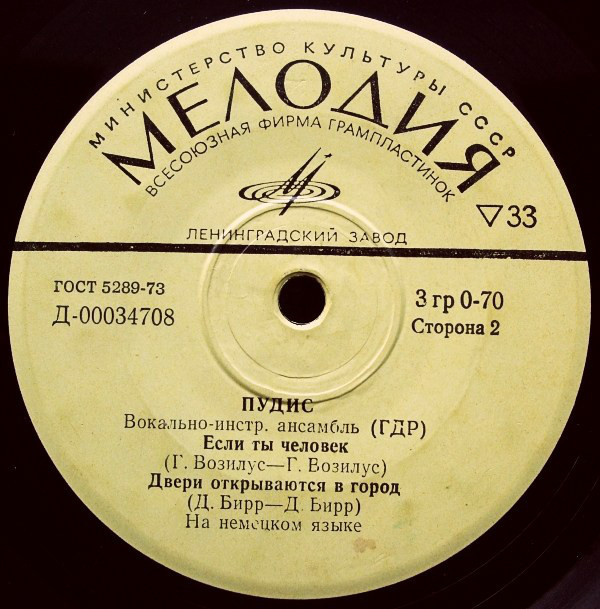 МИНИСТЕРСТВО КУЛЬТУРЫ СССР
МЕЛОДИЯ
ВСЕСОЮЗНАЯ ФИРМА ГРАМПЛАСТИНОК
▽33
ЛЕНИНГРАДСКИЙ ЗАВОД
ГОСТ 5289-73
Д-00034708
3 гр 0-70
Сторона 2
ПУДИС
Вокально-инстр. ансамбль (ГДР)
Если ты человек
(Г. Возилус—Г. Возилус)
Двери открываются в город
(Д. Бирр—Д. Бирр)
На немецком языке